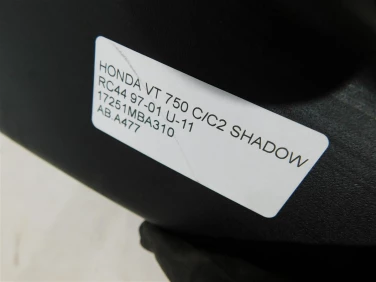 HONDA VT 750 C/C2 SHADOW
RC44 97-01 U-11
17251MBA310
AB.A477